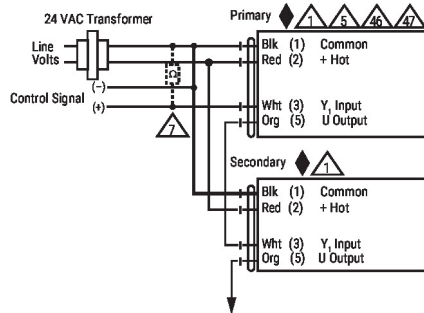 24 VAC Transformer
Primary 1 5 46 47
Line
Volts
Blk (1) Common
Red (2) + Hot
(−)
Control Signal
(+)
Ω
Wht (3) Y1 Input
Org (5) U Output
7
Secondary 1
Blk (1) Common
Red (2) + Hot
Wht (3) Y1 Input
Org (5) U Output